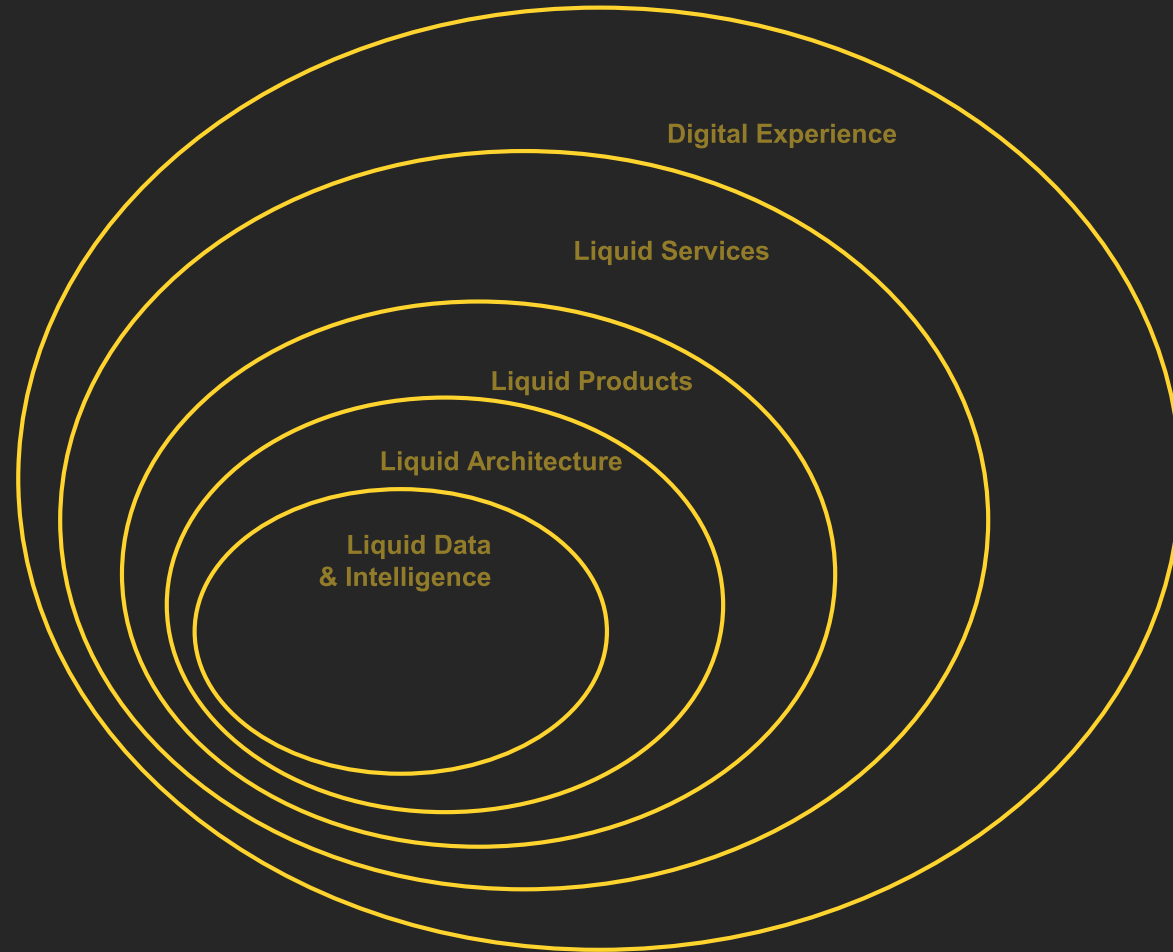 Digital Experience
Liquid Services
Liquid Products
Liquid Architecture
Liquid Data
& Intelligence